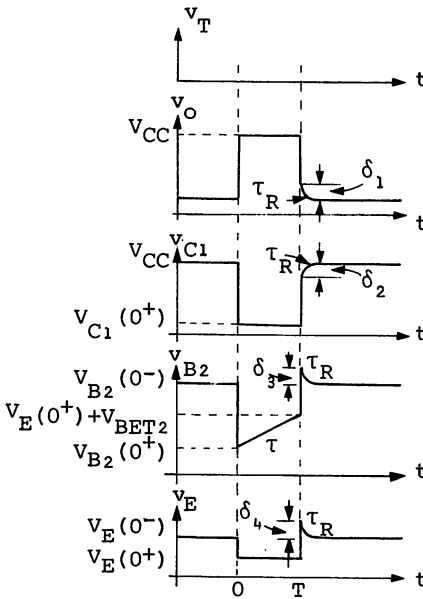 v_T
t
v_O
V_CC
δ_1
τ_R
t
v_C1
V_CC
τ_R
δ_2
V_C1(0^+)
t
v_B2
V_B2(0^-)
δ_3
τ_R
V_E(0^+)+V_BET2
V_B2(0^+)
τ
t
v_E
V_E(0^-)
δ_4
τ_R
V_E(0^+)
0
T
t